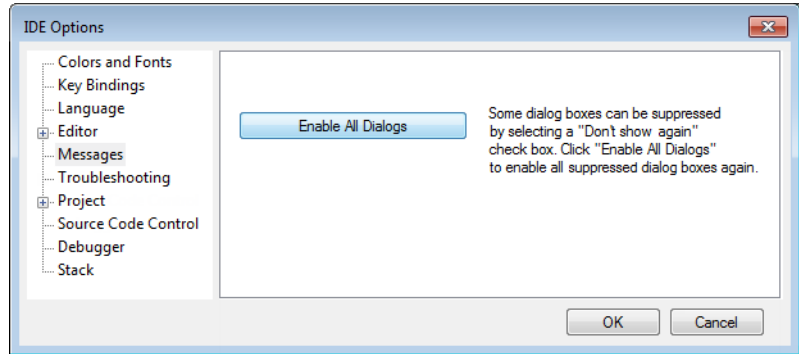 IDE Options
Colors and Fonts
Key Bindings
Language
Editor
Messages
Troubleshooting
Project
Source Code Control
Debugger
Stack
Enable All Dialogs
Some dialog boxes can be suppressed
by selecting a "Don't show again"
check box. Click "Enable All Dialogs"
to enable all suppressed dialog boxes again.
OK
Cancel